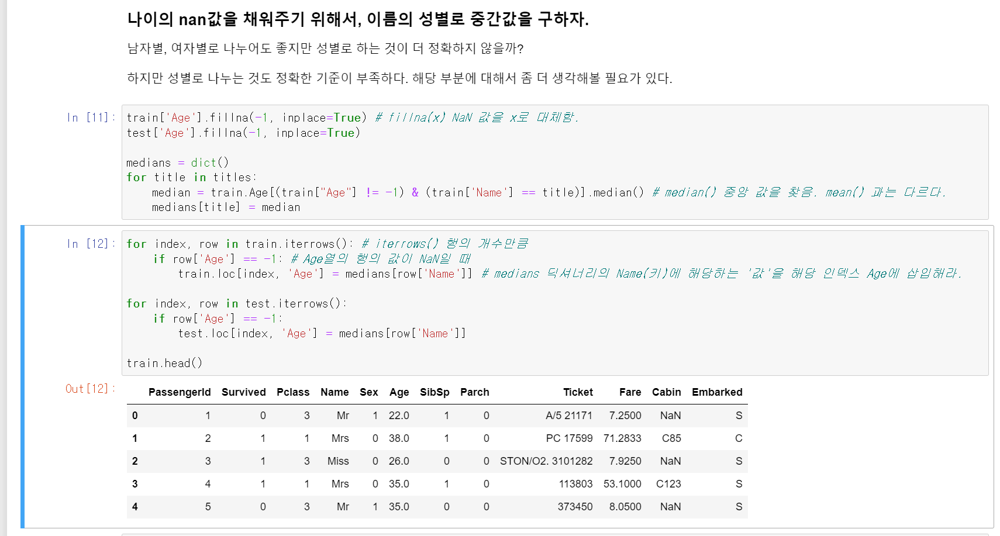 나이의 nan값을 채워주기 위해서, 이름의 성별로 중간값을 구하자.
남자별, 여자별로 나누어도 좋지만 성별로 하는 것이 더 정확하지 않을까?
하지만 성별로 나누는 것도 정확한 기준이 부족하다. 해당 부분에 대해서 좀 더 생각해볼 필요가 있다.
In [11]: train['Age'].fillna(-1, inplace=True) # fillna(x) NaN 값을 x로 대체함.
test['Age'].fillna(-1, inplace=True)
medians = dict()
for title in titles:
    median = train.Age[(train["Age"] != -1) & (train['Name'] == title)].median() # median() 중앙 값을 찾음. mean() 과는 다르다.
    medians[title] = median
In [12]: for index, row in train.iterrows(): # iterrows() 행의 개수만큼
    if row['Age'] == -1: # Age열의 행의 값이 NaN일 때
        train.loc[index, 'Age'] = medians[row['Name']] # medians 딕셔너리의 Name(키)에 해당하는 '값'을 해당 인덱스 Age에 삽입해라.
for index, row in test.iterrows():
    if row['Age'] == -1:
        test.loc[index, 'Age'] = medians[row['Name']]
train.head()
Out[12]:
PassengerId Survived Pclass Name Sex Age SibSp Parch Ticket Fare Cabin Embarked
0 1 0 3 Mr 1 22.0 1 0 A/5 21171 7.2500 NaN S
1 2 1 1 Mrs 0 38.0 1 0 PC 17599 71.2833 C85 C
2 3 1 3 Miss 0 26.0 0 0 STON/O2. 3101282 7.9250 NaN S
3 4 1 1 Mrs 0 35.0 1 0 113803 53.1000 C123 S
4 5 0 3 Mr 1 35.0 0 0 373450 8.0500 NaN S